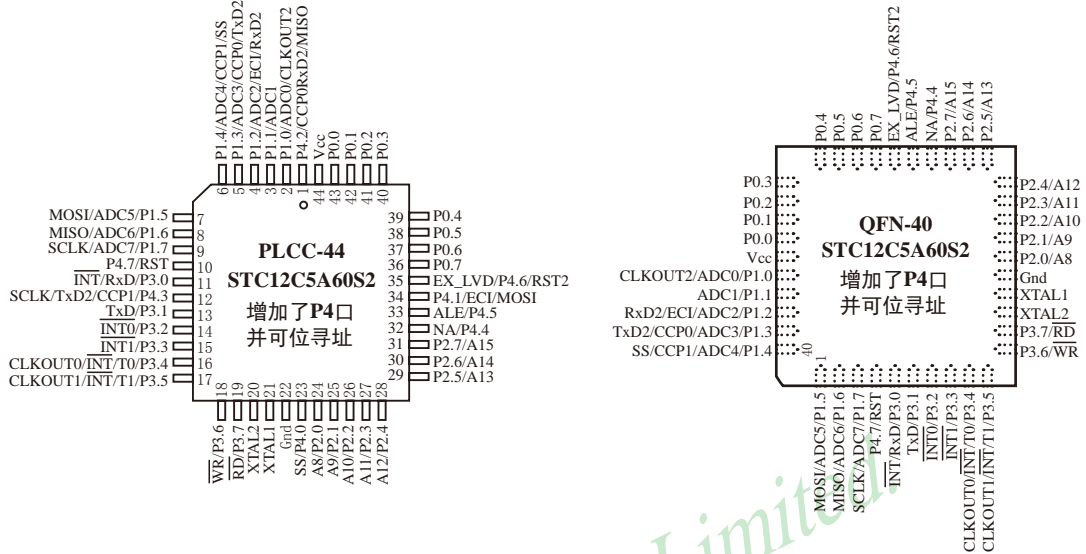 P1.4/ADC4/CCP1/SS
P1.3/ADC3/CCP0/TxD2
P1.2/ADC2/ECI/RxD2
P1.1/ADC1
P1.0/ADC0/CLKOUT2
P4.2/CCP0RxD2/MISO
Vcc
P0.0
P0.1
P0.2
P0.3
6
5
4
3
2
1
44
43
42
41
40
MOSI/ADC5/P1.5 7
MISO/ADC6/P1.6 8
SCLK/ADC7/P1.7 9
P4.7/RST 10
INT/RxD/P3.0 11
SCLK/TxD2/CCP1/P4.3 12
TxD/P3.1 13
INT0/P3.2 14
INT1/P3.3 15
CLKOUT0/INT/T0/P3.4 16
CLKOUT1/INT/T1/P3.5 17
PLCC-44
STC12C5A60S2
增加了P4口
并可位寻址
39 P0.4
38 P0.5
37 P0.6
36 P0.7
35 EX_LVD/P4.6/RST2
34 P4.1/ECI/MOSI
33 ALE/P4.5
32 NA/P4.4
31 P2.7/A15
30 P2.6/A14
29 P2.5/A13
18
19
20
21
22
23
24
25
26
27
28
WR/P3.6
RD/P3.7
XTAL2
XTAL1
Gnd
SS/P4.0
A8/P2.0
A9/P2.1
A10/P2.2
A11/P2.3
A12/P2.4
P0.4
P0.5
P0.6
P0.7
EX_LVD/P4.6/RST2
ALE/P4.5
NA/P4.4
P2.7/A15
P2.6/A14
P2.5/A13
P0.3
P0.2
P0.1
P0.0
Vcc
CLKOUT2/ADC0/P1.0
ADC1/P1.1
RxD2/ECI/ADC2/P1.2
TxD2/CCP0/ADC3/P1.3
SS/CCP1/ADC4/P1.4
40
1
QFN-40
STC12C5A60S2
增加了P4口
并可位寻址
P2.4/A12
P2.3/A11
P2.2/A10
P2.1/A9
P2.0/A8
Gnd
XTAL1
XTAL2
P3.7/RD
P3.6/WR
MOSI/ADC5/P1.5
MISO/ADC6/P1.6
SCLK/ADC7/P1.7
P4.7/RST
INT/RxD/P3.0
TxD/P3.1
INT0/P3.2
INT1/P3.3
CLKOUT0/INT/T0/P3.4
CLKOUT1/INT/T1/P3.5
Limited.